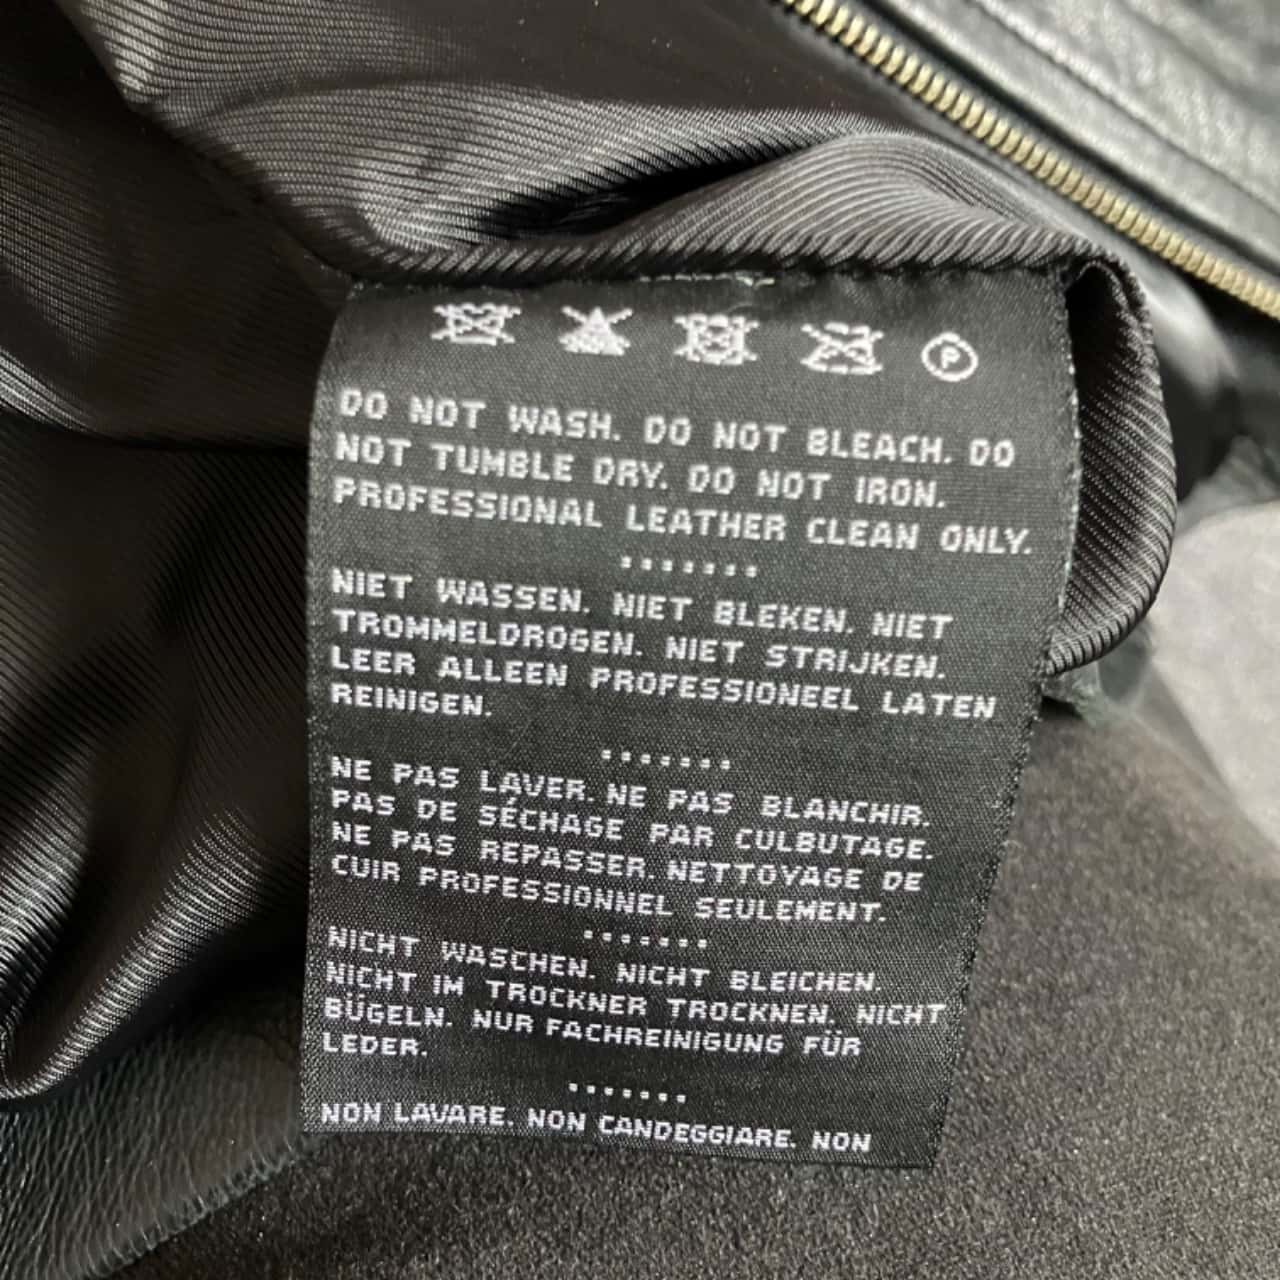 P
DO NOT WASH. DO NOT BLEACH. DO
NOT TUMBLE DRY. DO NOT IRON.
PROFESSIONAL LEATHER CLEAN ONLY.
NIET WASSEN. NIET BLEKEN. NIET
TROMMELDROGEN. NIET STRIJKEN.
LEER ALLEEN PROFESSIONEEL LATEN
REINIGEN.
NE PAS LAVER. NE PAS BLANCHIR.
PAS DE SÉCHAGE PAR CULBUTAGE.
NE PAS REPASSER. NETTOYAGE DE
CUIR PROFESSIONNEL SEULEMENT.
NICHT WASCHEN. NICHT BLEICHEN.
NICHT IM TROCKNER TROCKNEN. NICHT
BÜGELN. NUR FACHREINIGUNG FÜR
LEDER.
NON LAVARE. NON CANDEGGIARE. NON